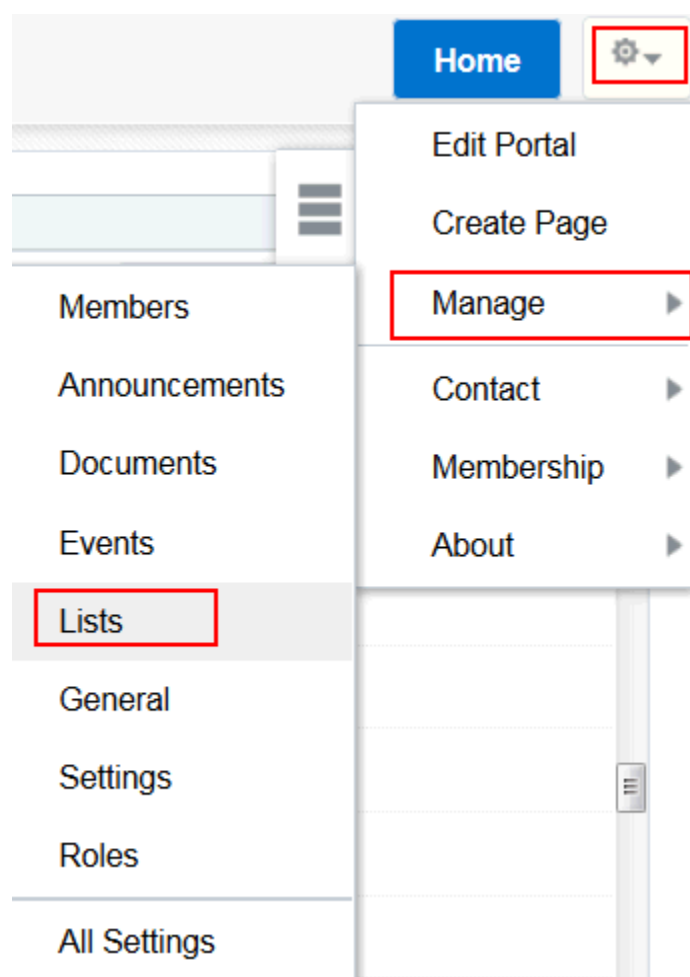 Home
Edit Portal
Create Page
Manage
Contact
Membership
About
Members
Announcements
Documents
Events
Lists
General
Settings
Roles
All Settings